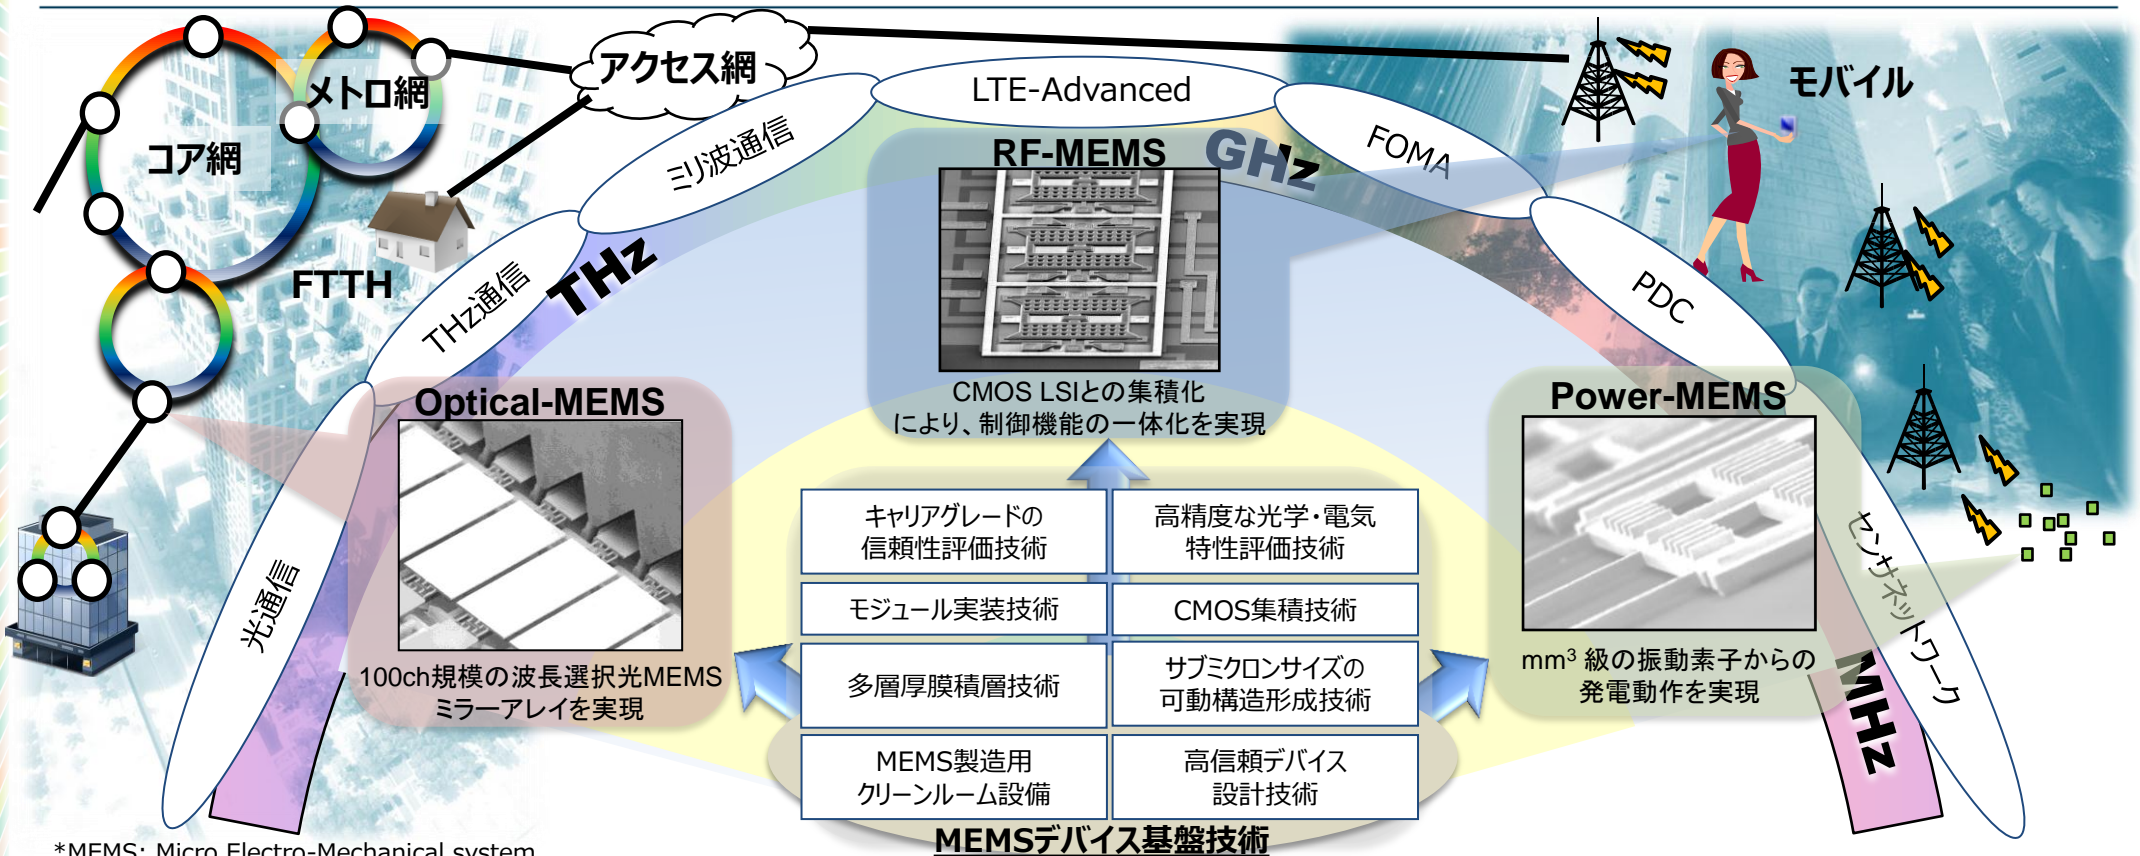 アクセス網
メトロ網
コア網
FTTH
モバイル
光通信
THz通信
ミリ波通信
LTE-Advanced
FOMA
PDC
センサネットワーク
THz
GHz
MHz
RF-MEMS
CMOS LSIとの集積化
により、制御機能の一体化を実現
Optical-MEMS
100ch規模の波長選択光MEMS
ミラーアレイを実現
Power-MEMS
mm³ 級の振動素子からの
発電動作を実現
キャリアグレードの
信頼性評価技術
高精度な光学・電気
特性評価技術
モジュール実装技術
CMOS集積技術
多層厚膜積層技術
サブミクロンサイズの
可動構造形成技術
MEMS製造用
クリーンルーム設備
高信頼デバイス
設計技術
MEMSデバイス基盤技術
*MEMS: Micro Electro-Mechanical system